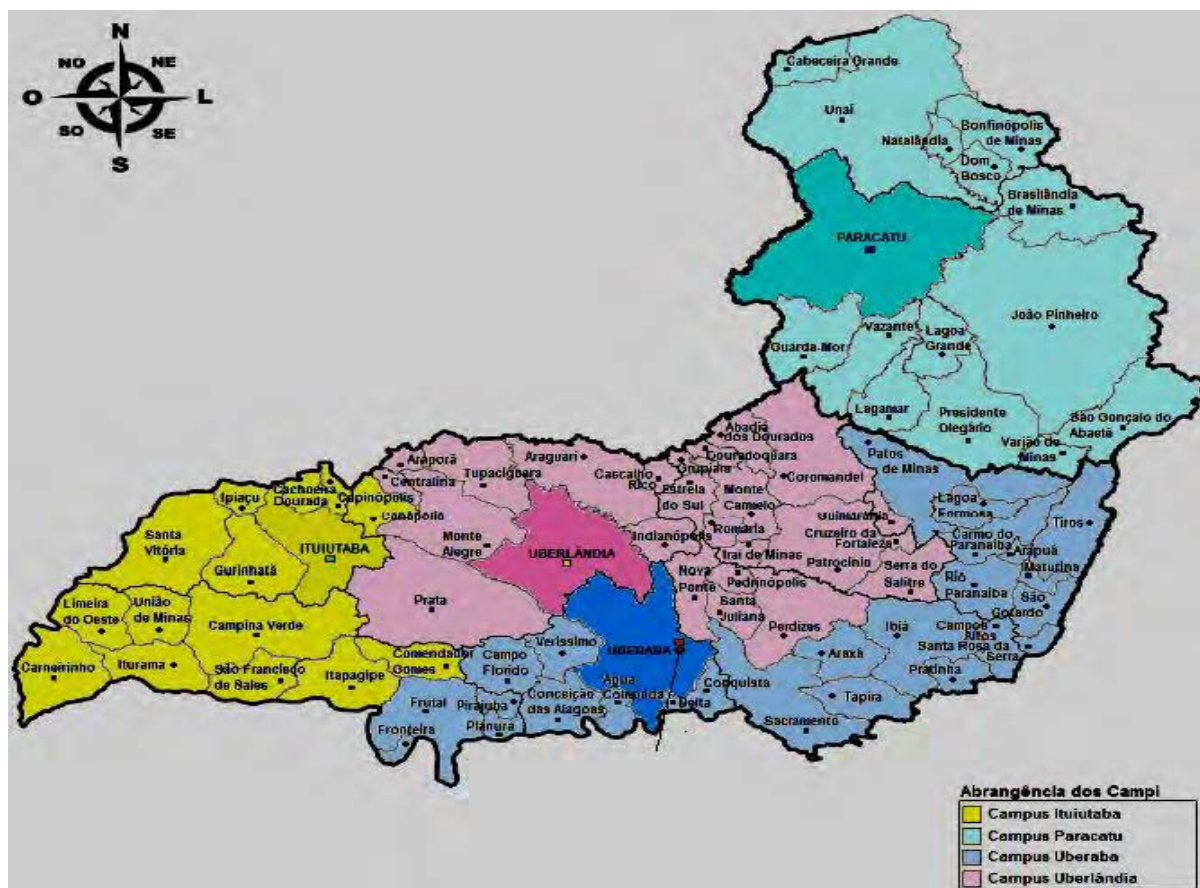 N
NO NE
O L
SO SE
S
Cabeceira Grande
Unaí
Natalândia
Bonfinópolis
de Minas
Dom
Bosco
Brasilândia
de Minas
PARACATU
João Pinheiro
Vazante
Lagoa
Grande
Guarda-Mor
Lagamar
Presidente
Olegário
São Gonçalo do
Abaeté
Varjão de
Minas
Abadia
dos Dourados
Douradoquara
Patos
de Minas
Araguari
Araporã
Tupaciguara
Centralina
Cascalho
Rico
Grupiara
Estrela
do Sul
Monte
Carmelo
Coromandel
Cachoeira
Dourada
Ipiaçu
Capinópolis
Canápolis
Lagoa
Formosa
Tiros
Santa
Vitória
ITUIUTABA
Monte
Alegre
UBERLÂNDIA
Indianópolis
Romaria
Guimarânia
Cruzeiro da
Fortaleza
Carmo do
Paranaíba
Arapuá
Iraí de Minas
Patrocínio
Serra do
Salitre
Matutina
Gurinhatã
Nova
Ponte
Pedrinópolis
Rio
Paranaíba
São
Gotardo
Limeira
do Oeste
União
de Minas
Prata
Santa
Juliana
Perdizes
Ibiá
Campos
Altos
Campina Verde
Veríssimo
UBERABA
Araxá
Santa Rosa da
Serra
Carneirinho
Iturama
São Francisco
de Sales
Itapagipe
Comendador
Gomes
Campo
Florido
Pratinha
Frutal
Pirajuba
Conceição
das Alagoas
Água
Comprida
Conquista
Delta
Tapira
Fronteira
Planura
Sacramento
Abrangência dos Campi
Campus Ituiutaba
Campus Paracatu
Campus Uberaba
Campus Uberlândia